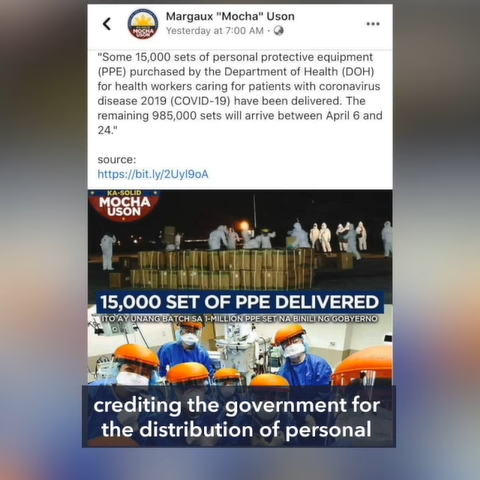 Margaux "Mocha" Uson
Yesterday at 7:00 AM ·
"Some 15,000 sets of personal protective equipment
(PPE) purchased by the Department of Health (DOH)
for health workers caring for patients with coronavirus
disease 2019 (COVID-19) have been delivered. The
remaining 985,000 sets will arrive between April 6 and
24."
source:
https://bit.ly/2Uyl9oA
KA-SOLID
MOCHA
USON
15,000 SET OF PPE DELIVERED
ITO AY UNANG BATCH SA 1-MILLION PPE SET NA BINILI NG GOBYERNO
crediting the government for
the distribution of personal